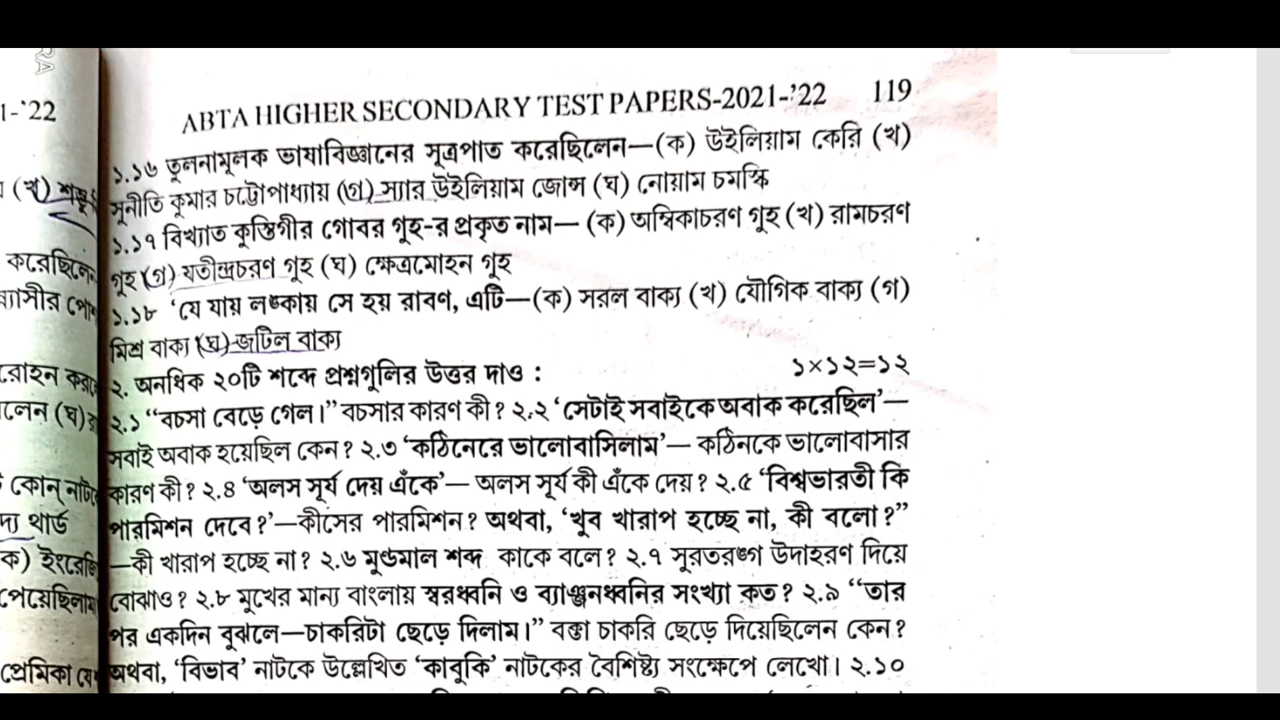 ABTA HIGHER SECONDARY TEST PAPERS-2021-'22 119
১.১৬ তুলনামূলক ভাষাবিজ্ঞানের সূত্রপাত করেছিলেন—(ক) উইলিয়াম কেরি (খ)
সুনীতি কুমার চট্টোপাধ্যায় (গ) স্যার উইলিয়াম জোন্স (ঘ) নোয়াম চমস্কি
১.১৭ বিখ্যাত কুস্তিগীর গোবর গুহ-র প্রকৃত নাম— (ক) অম্বিকাচরণ গুহ (খ) রামচরণ
গুহ (গ) যতীন্দ্রচরণ গুহ (ঘ) ক্ষেত্রমোহন গুহ
১.১৮ 'যে যায় লঙ্কায় সে হয় রাবণ, এটি—(ক) সরল বাক্য (খ) যৌগিক বাক্য (গ)
মিশ্র বাক্য (ঘ) জটিল বাক্য
২. অনধিক ২০টি শব্দে প্রশ্নগুলির উত্তর দাও : ১×১২=১২
২.১ “বচসা বেড়ে গেল।” বচসার কারণ কী? ২.২ ‘সেটাই সবাইকে অবাক করেছিল’—
সবাই অবাক হয়েছিল কেন? ২.৩ ‘কঠিনেরে ভালোবাসিলাম’— কঠিনকে ভালোবাসার
কারণ কী? ২.৪ ‘অলস সূর্য দেয় এঁকে’— অলস সূর্য কী এঁকে দেয়? ২.৫ ‘বিশ্বভারতী কি
পারমিশন দেবে?’—কীসের পারমিশন? অথবা, ‘খুব খারাপ হচ্ছে না, কী বলো?”
—কী খারাপ হচ্ছে না? ২.৬ মুণ্ডমাল শব্দ কাকে বলে? ২.৭ সুরতরঙ্গ উদাহরণ দিয়ে
বোঝাও? ২.৮ মুখের মান্য বাংলায় স্বরধ্বনি ও ব্যাঞ্জনধ্বনির সংখ্যা কত? ২.৯ “তার
পর একদিন বুঝলে—চাকরিটা ছেড়ে দিলাম।” বক্তা চাকরি ছেড়ে দিয়েছিলেন কেন?
অথবা, ‘বিভাব’ নাটকে উল্লেখিত ‘কাবুকি’ নাটকের বৈশিষ্ট্য সংক্ষেপে লেখো। ২.১০